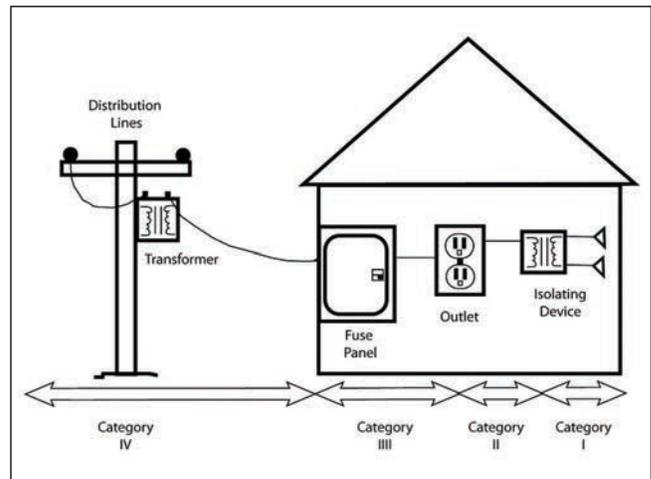 Distribution
Lines
Transformer
Fuse
Panel
Outlet
Isolating
Device
Category
IV
Category
IIII
Category
II
Category
I